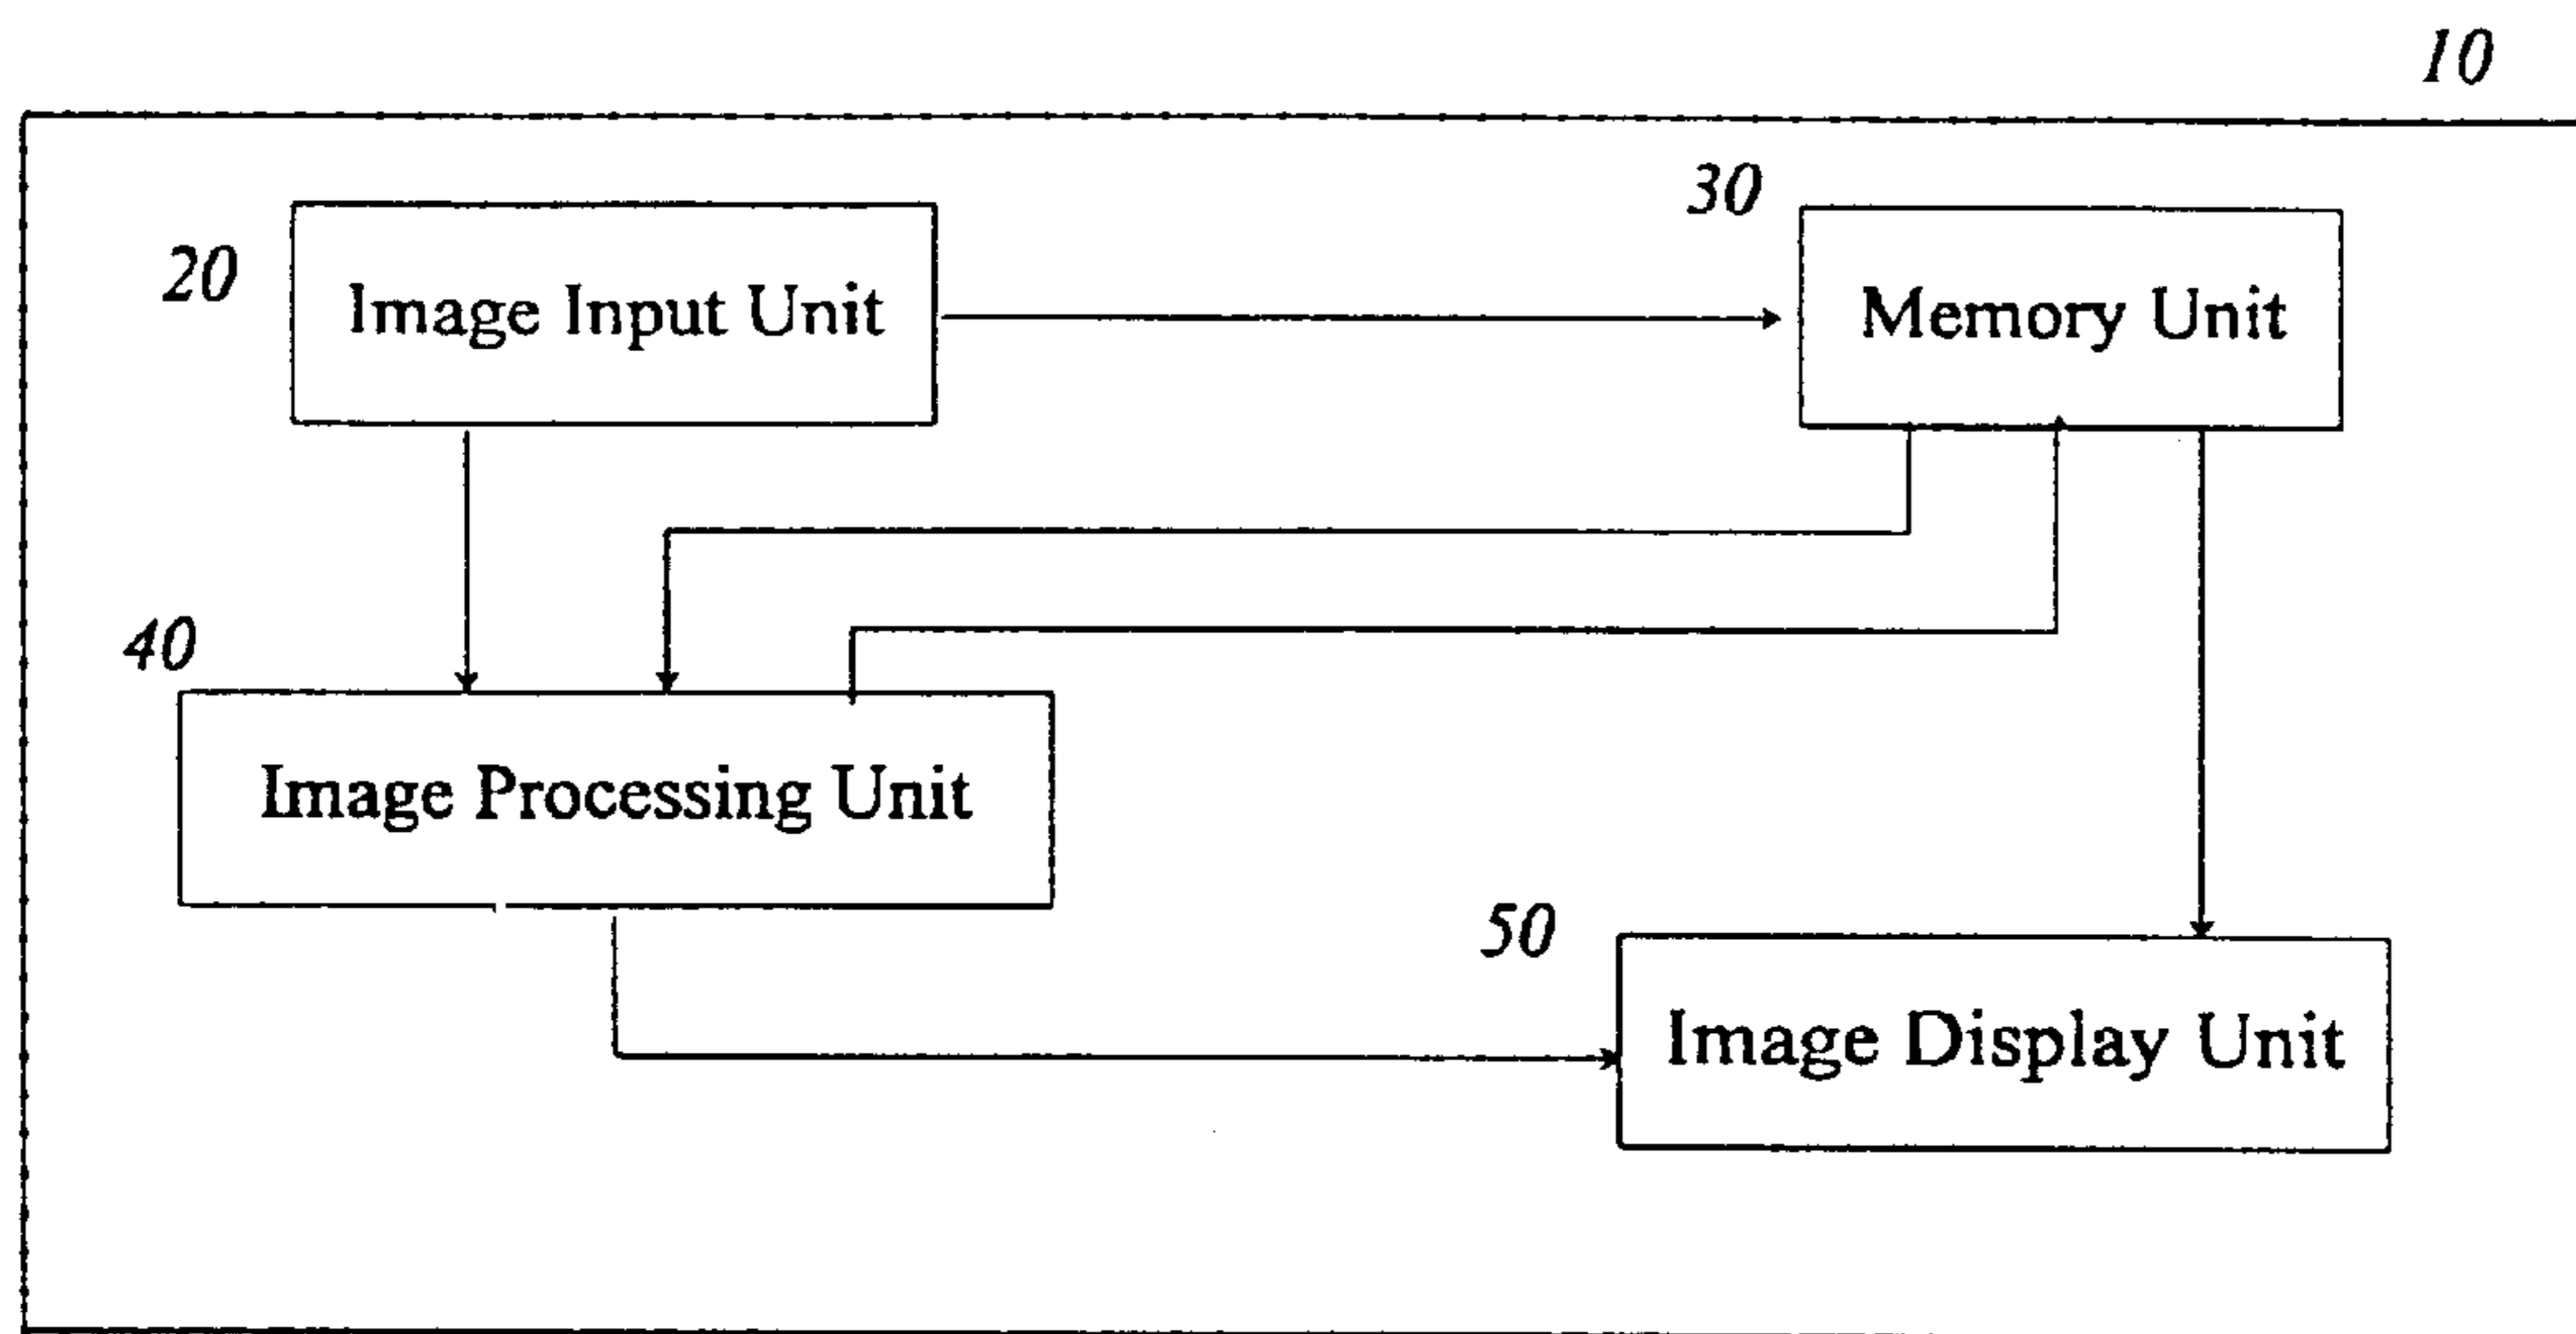 10
30
20
Image Input Unit
Memory Unit
40
Image Processing Unit
50
Image Display Unit